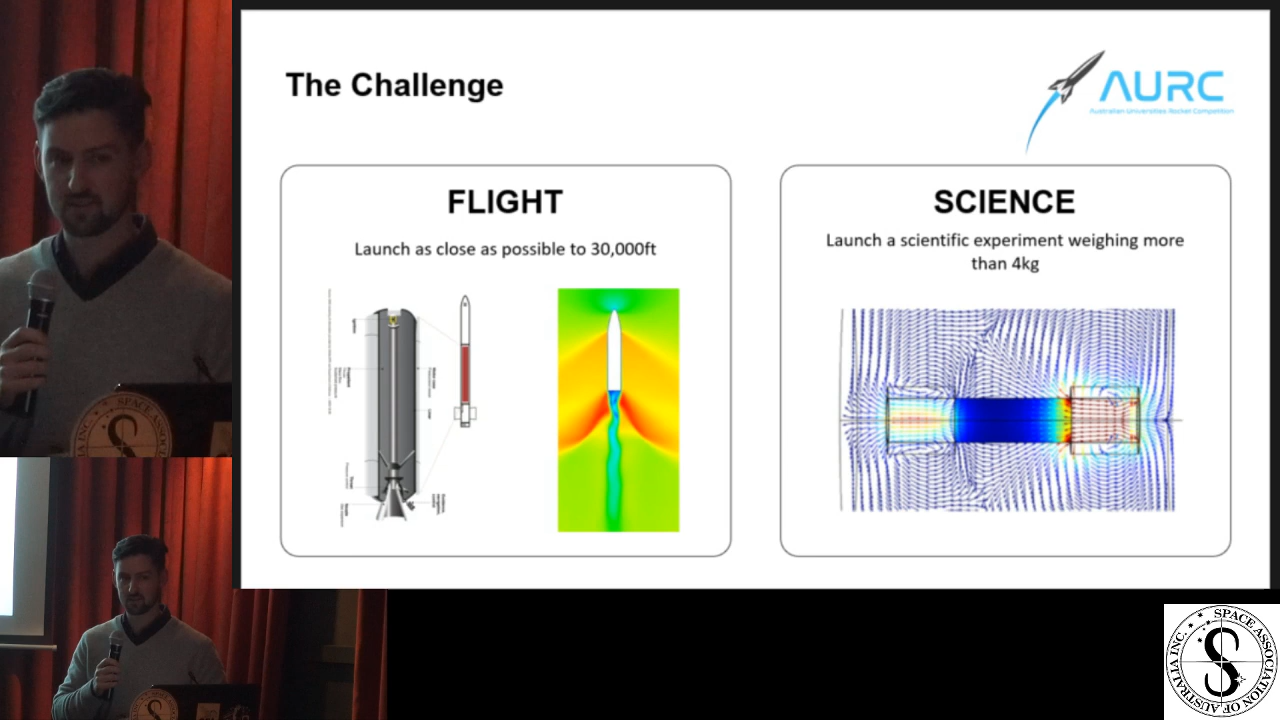 The Challenge
AURC
Australian Universities Rocket Competition
FLIGHT
Launch as close as possible to 30,000ft
SCIENCE
Launch a scientific experiment weighing more
than 4kg
SPACE ASSOCIATION OF AUSTRALIA INC.
S